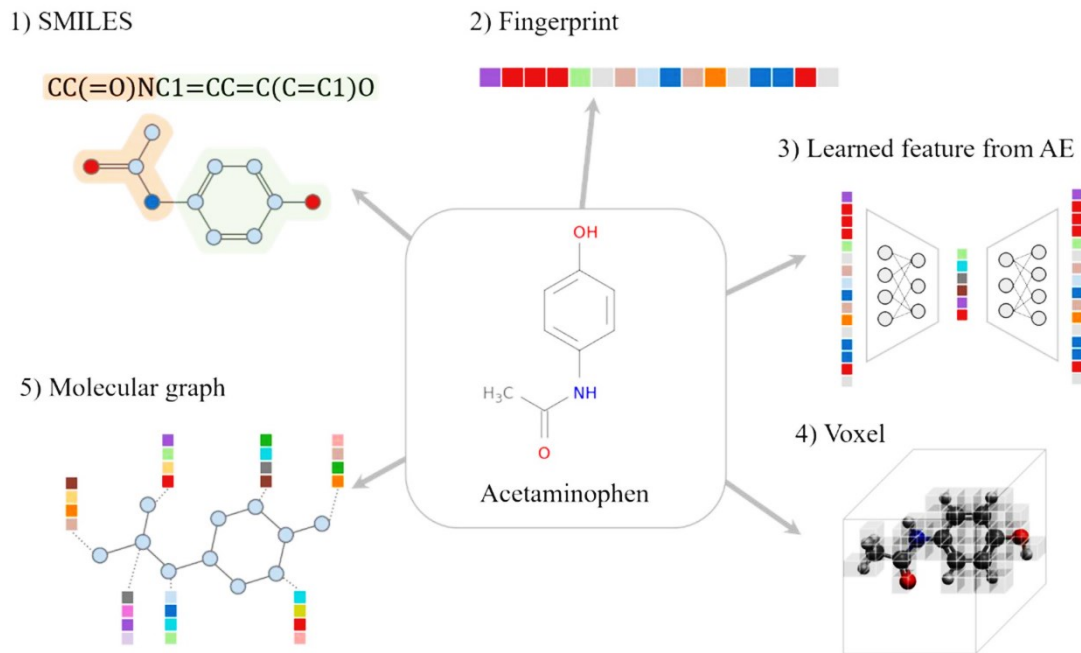 1) SMILES
CC(=O)NC1=CC=C(C=C1)O
2) Fingerprint
3) Learned feature from AE
OH
NH
H₃C
O
Acetaminophen
5) Molecular graph
4) Voxel